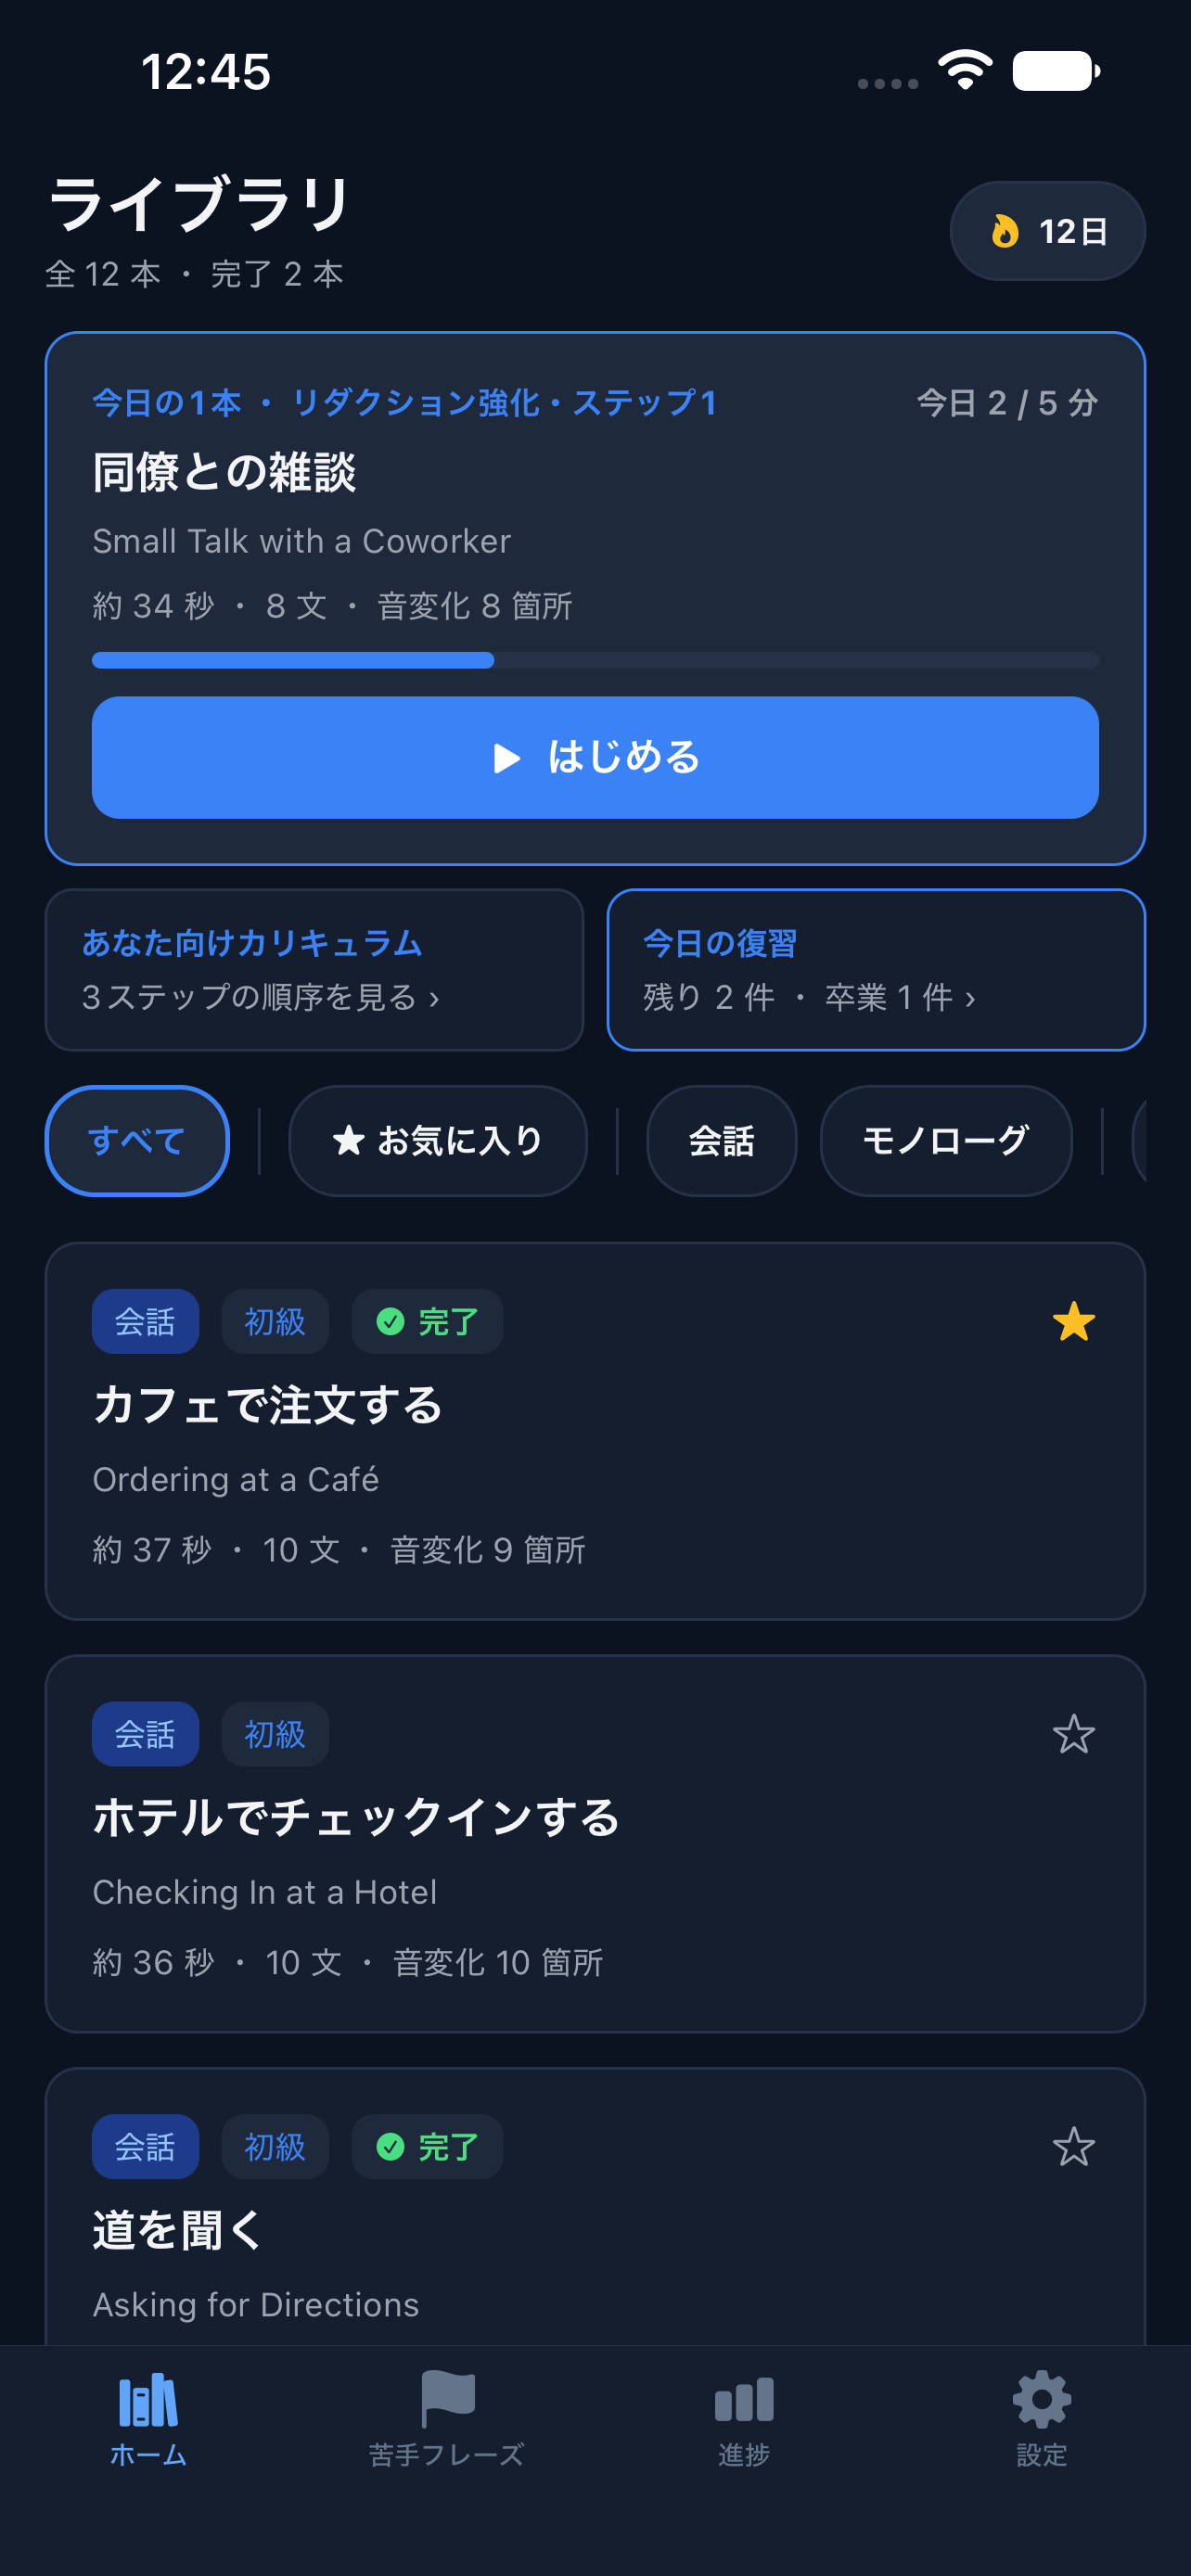 12:45
ライブラリ
全 12 本 ・ 完了 2 本
12日
今日の1本 ・ リダクション強化・ステップ1
今日 2 / 5 分
同僚との雑談
Small Talk with a Coworker
約 34 秒 ・ 8 文 ・ 音変化 8 箇所
はじめる
あなた向けカリキュラム
3ステップの順序を見る ›
今日の復習
残り 2 件 ・ 卒業 1 件 ›
すべて
★ お気に入り
会話
モノローグ
会話
初級
完了
カフェで注文する
Ordering at a Café
約 37 秒 ・ 10 文 ・ 音変化 9 箇所
会話
初級
ホテルでチェックインする
Checking In at a Hotel
約 36 秒 ・ 10 文 ・ 音変化 10 箇所
会話
初級
完了
道を聞く
Asking for Directions
ホーム
苦手フレーズ
進捗
設定